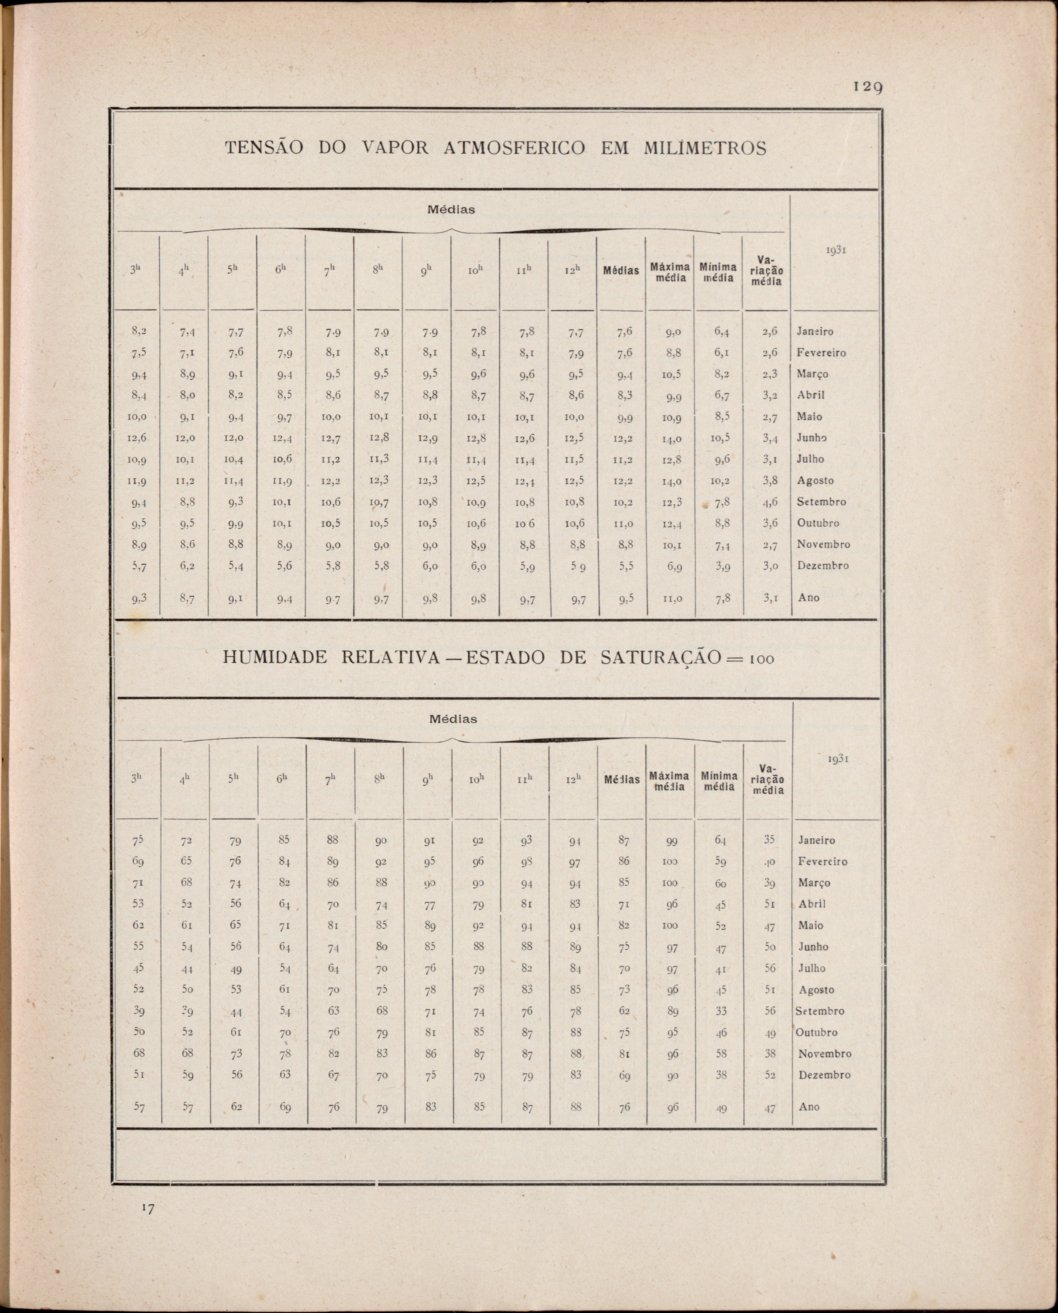 129
TENSÃO DO VAPOR ATMOSFERICO EM MILÍMETROS
Médias
1931
3h 4h 5h 6h 7h 8h 9h 10h 11h 12h Médias Máxima média Mínima média Variação média
8,2 7,4 7,7 7,8 7,9 7,9 7,9 7,8 7,8 7,7 7,6 9,0 6,4 2,6 Janeiro
7,5 7,1 7,6 7,9 8,1 8,1 8,1 8,1 8,1 7,9 7,6 8,8 6,1 2,6 Fevereiro
9,4 8,9 9,1 9,4 9,5 9,5 9,5 9,6 9,6 9,5 9,4 10,5 8,2 2,3 Março
8,4 8,0 8,2 8,5 8,6 8,7 8,8 8,7 8,7 8,6 8,3 9,9 6,7 3,2 Abril
10,0 9,1 9,4 9,7 10,0 10,1 10,1 10,1 10,1 10,0 9,9 10,9 8,5 2,7 Maio
12,6 12,0 12,0 12,4 12,7 12,8 12,9 12,8 12,6 12,5 12,2 14,0 10,5 3,4 Junho
10,9 10,1 10,4 10,6 11,2 11,3 11,4 11,4 11,4 11,5 11,2 12,8 9,6 3,1 Julho
11,9 11,2 11,4 11,9 12,2 12,3 12,3 12,5 12,4 12,5 12,2 14,0 10,2 3,8 Agosto
9,4 8,8 9,3 10,1 10,6 10,7 10,8 10,9 10,8 10,8 10,2 12,3 7,8 4,6 Setembro
9,5 9,5 9,9 10,1 10,5 10,5 10,5 10,6 10 6 10,6 11,0 12,4 8,8 3,6 Outubro
8,9 8,6 8,8 8,9 9,0 9,0 9,0 8,9 8,8 8,8 8,8 10,1 7,4 2,7 Novembro
5,7 6,2 5,4 5,6 5,8 5,8 6,0 6,0 5,9 5 9 5,5 6,9 3,9 3,0 Dezembro
9,3 8,7 9,1 9,4 9 7 9,7 9,8 9,8 9,7 9,7 9,5 11,0 7,8 3,1 Ano
HUMIDADE RELATIVA — ESTADO DE SATURAÇÃO = 100
Médias
1931
3h 4h 5h 6h 7h 8h 9h 10h 11h 12h Médias Máxima média Mínima média Variação média
75 72 79 85 88 90 91 92 93 94 87 99 64 35 Janeiro
69 65 76 84 89 92 95 96 98 97 86 100 59 40 Fevereiro
71 68 74 82 86 88 90 90 94 94 85 100 60 39 Março
53 52 56 64 70 74 77 79 81 83 71 96 45 51 Abril
62 61 65 71 81 85 89 92 94 94 82 100 52 47 Maio
55 54 56 64 74 80 85 88 88 89 75 97 47 50 Junho
45 44 49 54 64 70 76 79 82 84 70 97 41 56 Julho
52 50 53 61 70 75 78 78 83 85 73 96 45 51 Agosto
39 39 44 54 63 68 71 74 76 78 62 89 33 56 Setembro
50 52 61 70 76 79 81 85 87 88 75 95 46 49 Outubro
68 68 73 78 82 83 86 87 87 88 81 96 58 38 Novembro
51 59 56 63 67 70 75 79 79 83 69 90 38 52 Dezembro
57 57 62 69 76 79 83 85 87 88 76 96 49 47 Ano
17